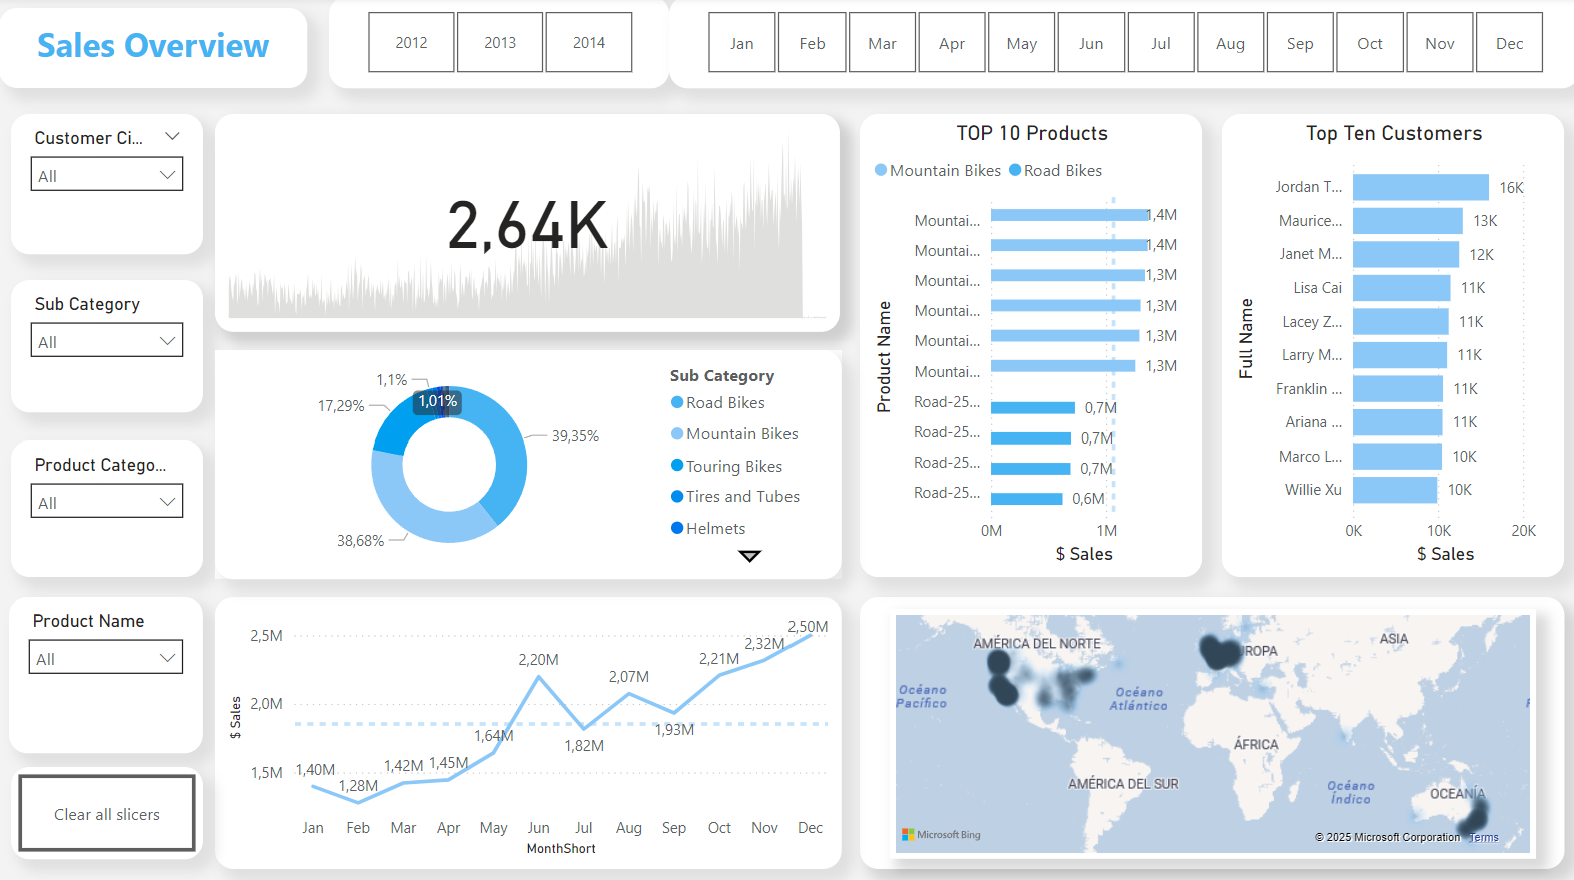 Sales Overview
2012 2013 2014
Jan Feb Mar Apr May Jun Jul Aug Sep Oct Nov Dec
Customer Ci...
All
Sub Category
All
Product Catego...
All
Product Name
All
Clear all slicers
2,64K
1,1%
1,01%
17,29%
39,35%
38,68%
Sub Category
Road Bikes
Mountain Bikes
Touring Bikes
Tires and Tubes
Helmets
$ Sales
2,5M
2,0M
1,5M
1,40M
1,28M
1,42M
1,45M
1,64M
2,20M
1,82M
2,07M
1,93M
2,21M
2,32M
2,50M
Jan Feb Mar Apr May Jun Jul Aug Sep Oct Nov Dec
MonthShort
TOP 10 Products
Mountain Bikes Road Bikes
Product Name
Mountai... 1,4M
Mountai... 1,4M
Mountai... 1,3M
Mountai... 1,3M
Mountai... 1,3M
Mountai... 1,3M
Road-25... 0,7M
Road-25... 0,7M
Road-25... 0,7M
Road-25... 0,6M
0M 1M
$ Sales
Top Ten Customers
Full Name
Jordan T... 16K
Maurice... 13K
Janet M... 12K
Lisa Cai 11K
Lacey Z... 11K
Larry M... 11K
Franklin ... 11K
Ariana ... 11K
Marco L... 10K
Willie Xu 10K
0K 10K 20K
$ Sales
AMÉRICA DEL NORTE
UROPA
ASIA
Océano
Pacífico
Océano
Atlántico
ÁFRICA
AMÉRICA DEL SUR
Océano
Índico
OCEANÍA
Microsoft Bing
© 2025 Microsoft Corporation Terms